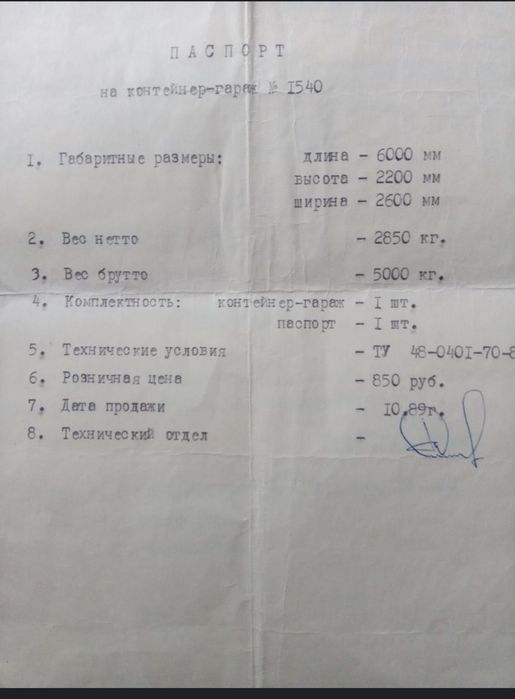 ПАСПОРТ
на контейнер-гараж № I540
I. Габаритные размеры: длина - 6000 мм
высота - 2200 мм
ширина - 2600 мм
2. Вес нетто - 2850 кг.
3. Вес брутто - 5000 кг.
4. Комплектность: контейнер-гараж - I шт.
паспорт - I шт.
5. Технические условия - ТУ 48-0401-70-8
6. Розничная цена - 850 руб.
7. Дата продажи - 10.89г.
8. Технический отдел -